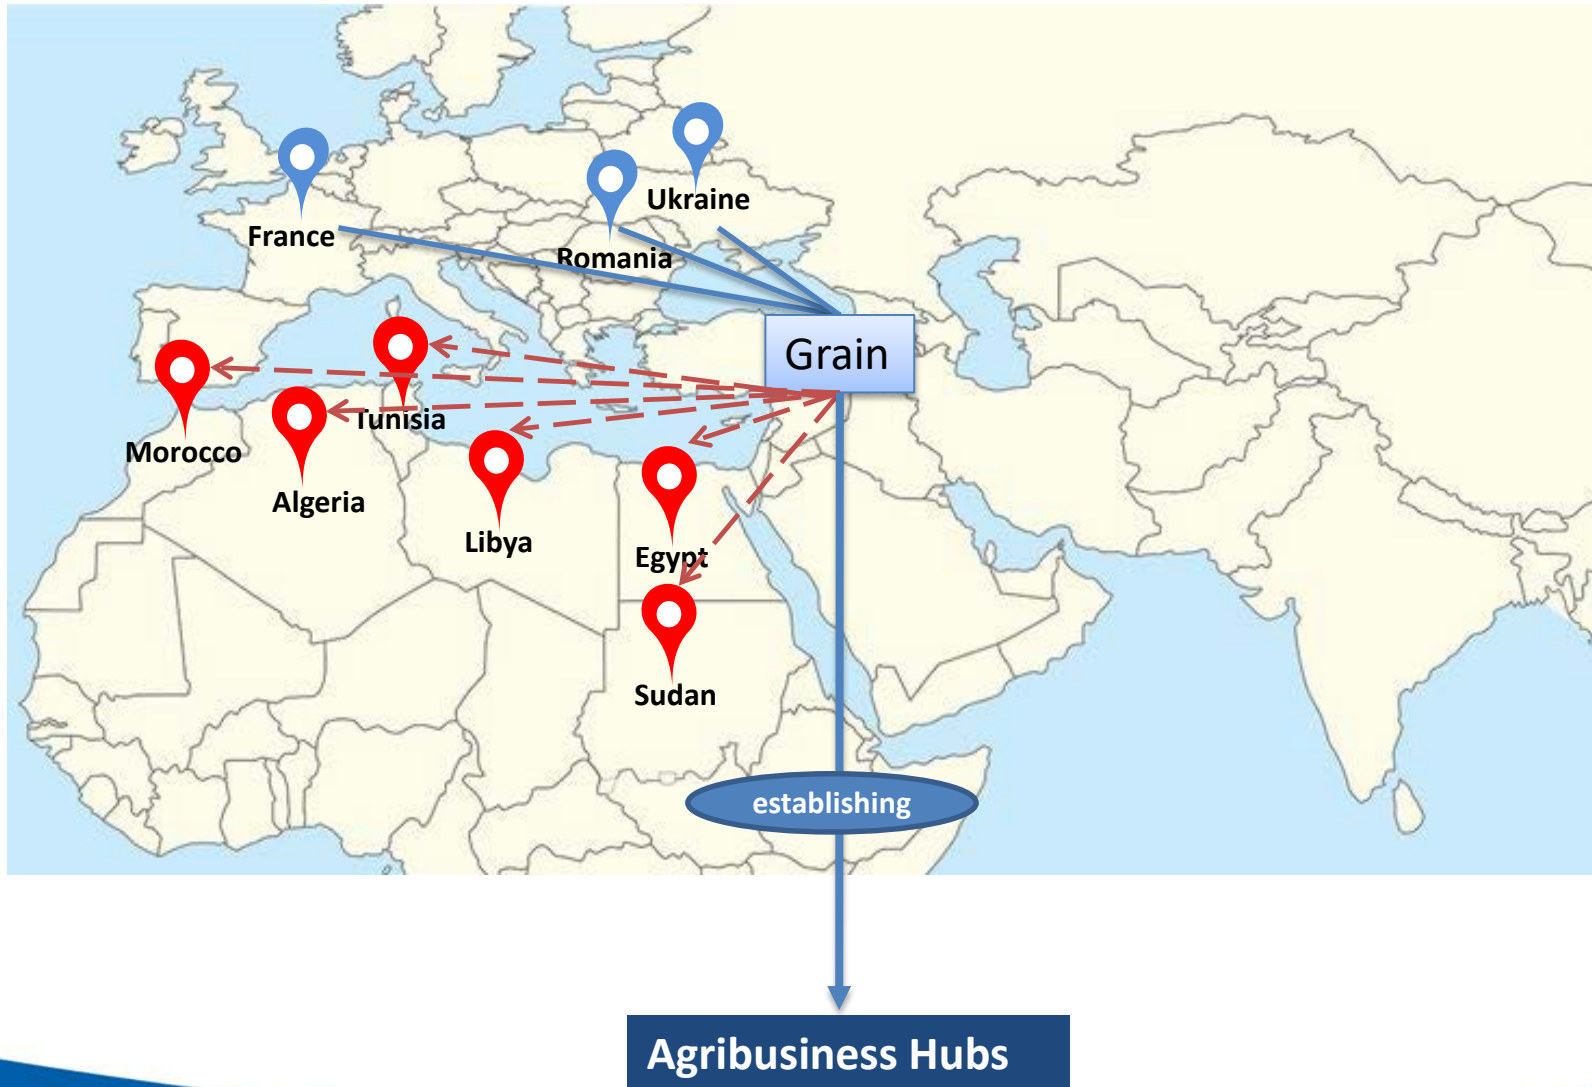 Ukraine
France
Romania
Grain
Tunisia
Morocco
Algeria
Libya
Egypt
Sudan
establishing
Agribusiness Hubs